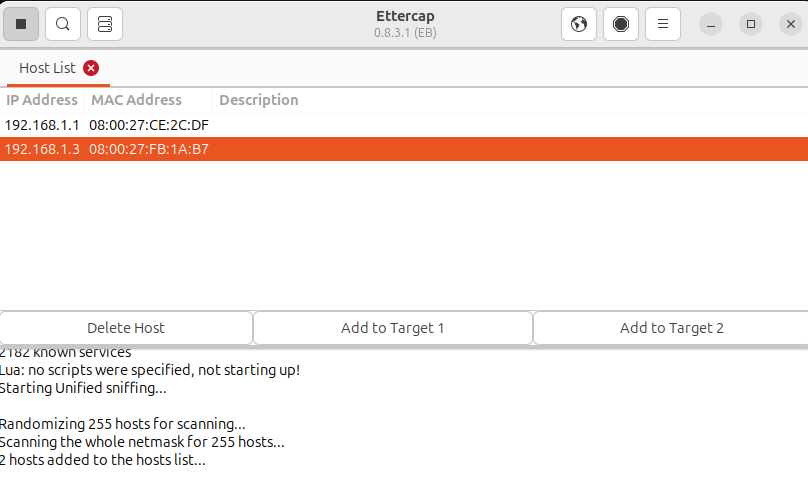 Ettercap
0.8.3.1 (EB)
Host List
IP Address MAC Address Description
192.168.1.1 08:00:27:CE:2C:DF
192.168.1.3 08:00:27:FB:1A:B7
Delete Host Add to Target 1 Add to Target 2
2182 known services
Lua: no scripts were specified, not starting up!
Starting Unified sniffing...
Randomizing 255 hosts for scanning...
Scanning the whole netmask for 255 hosts...
2 hosts added to the hosts list...